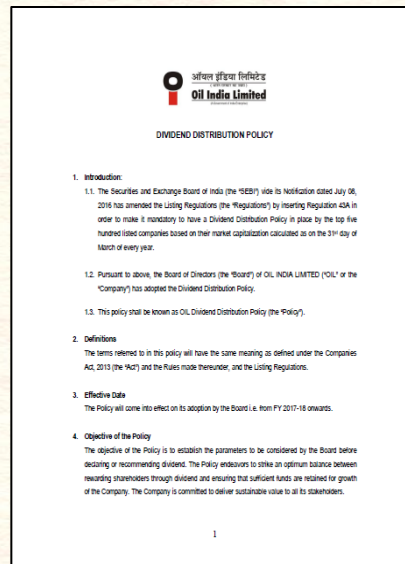 ऑयल इंडिया लिमिटेड
Oil India Limited
DIVIDEND DISTRIBUTION POLICY
1. Introduction:
1.1. The Securities and Exchange Board of India (the "SEBI") vide its Notification dated July 08,
2016 has amended the Listing Regulations (the "Regulations") by inserting Regulation 43A in
order to make it mandatory to have a Dividend Distribution Policy in place by the top five
hundred listed companies based on their market capitalization calculated as on the 31st day of
March of every year.
1.2. Pursuant to above, the Board of Directors (the "Board") of OIL INDIA LIMITED ("OIL" or the
"Company") has adopted the Dividend Distribution Policy.
1.3. This policy shall be known as OIL Dividend Distribution Policy (the "Policy").
2. Definitions
The terms referred to in this policy will have the same meaning as defined under the Companies
Act, 2013 (the "Act") and the Rules made thereunder, and the Listing Regulations.
3. Effective Date
The Policy will come into effect on its adoption by the Board i.e. from FY 2017-18 onwards.
4 Objective of the Policy
The objective of the Policy is to establish the parameters to be considered by the Board before
declaring or recommending dividend. The Policy endeavors to strike an optimum balance between
rewarding shareholders through dividend and ensuring that sufficient funds are retained for growth
of the Company. The Company is committed to deliver sustainable value to all its stakeholders.
1